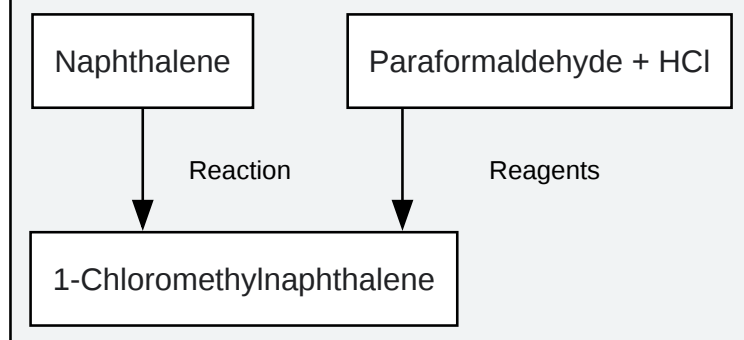 Naphthalene
Paraformaldehyde + HCl
Reaction
Reagents
1-Chloromethylnaphthalene